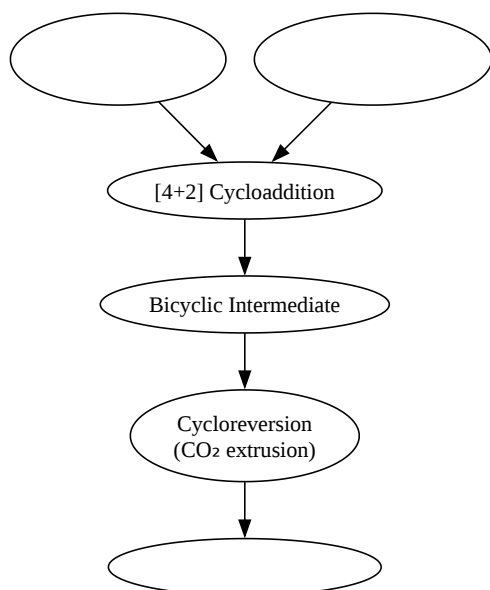 [4+2] Cycloaddition
Bicyclic Intermediate
Cycloreversion
(CO₂ extrusion)